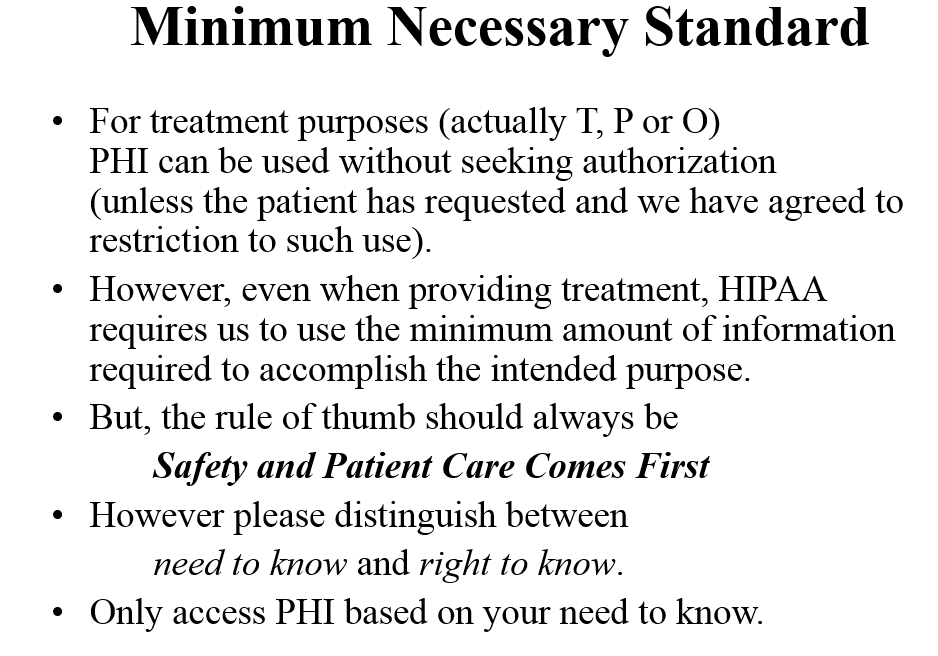 Minimum Necessary Standard
• For treatment purposes (actually T, P or O)
PHI can be used without seeking authorization
(unless the patient has requested and we have agreed to
restriction to such use).
• However, even when providing treatment, HIPAA
requires us to use the minimum amount of information
required to accomplish the intended purpose.
• But, the rule of thumb should always be
Safety and Patient Care Comes First
• However please distinguish between
need to know and right to know.
• Only access PHI based on your need to know.